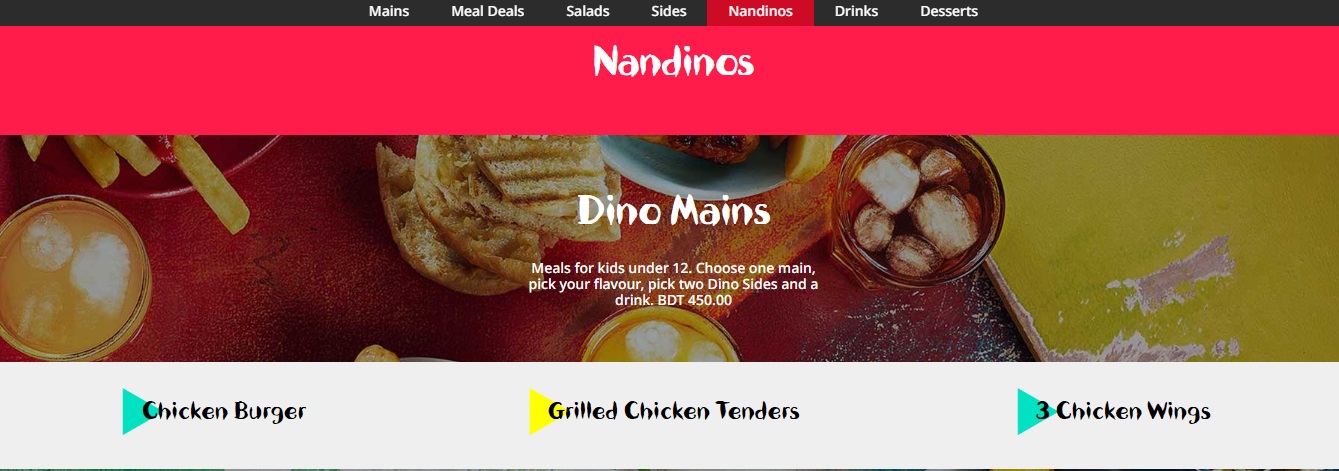 Mains Meal Deals Salads Sides Nandinos Drinks Desserts
Nandinos
Dino Mains
Meals for kids under 12. Choose one main,
pick your flavour, pick two Dino Sides and a
drink. BDT 450.00
Chicken Burger Grilled Chicken Tenders 3 Chicken Wings